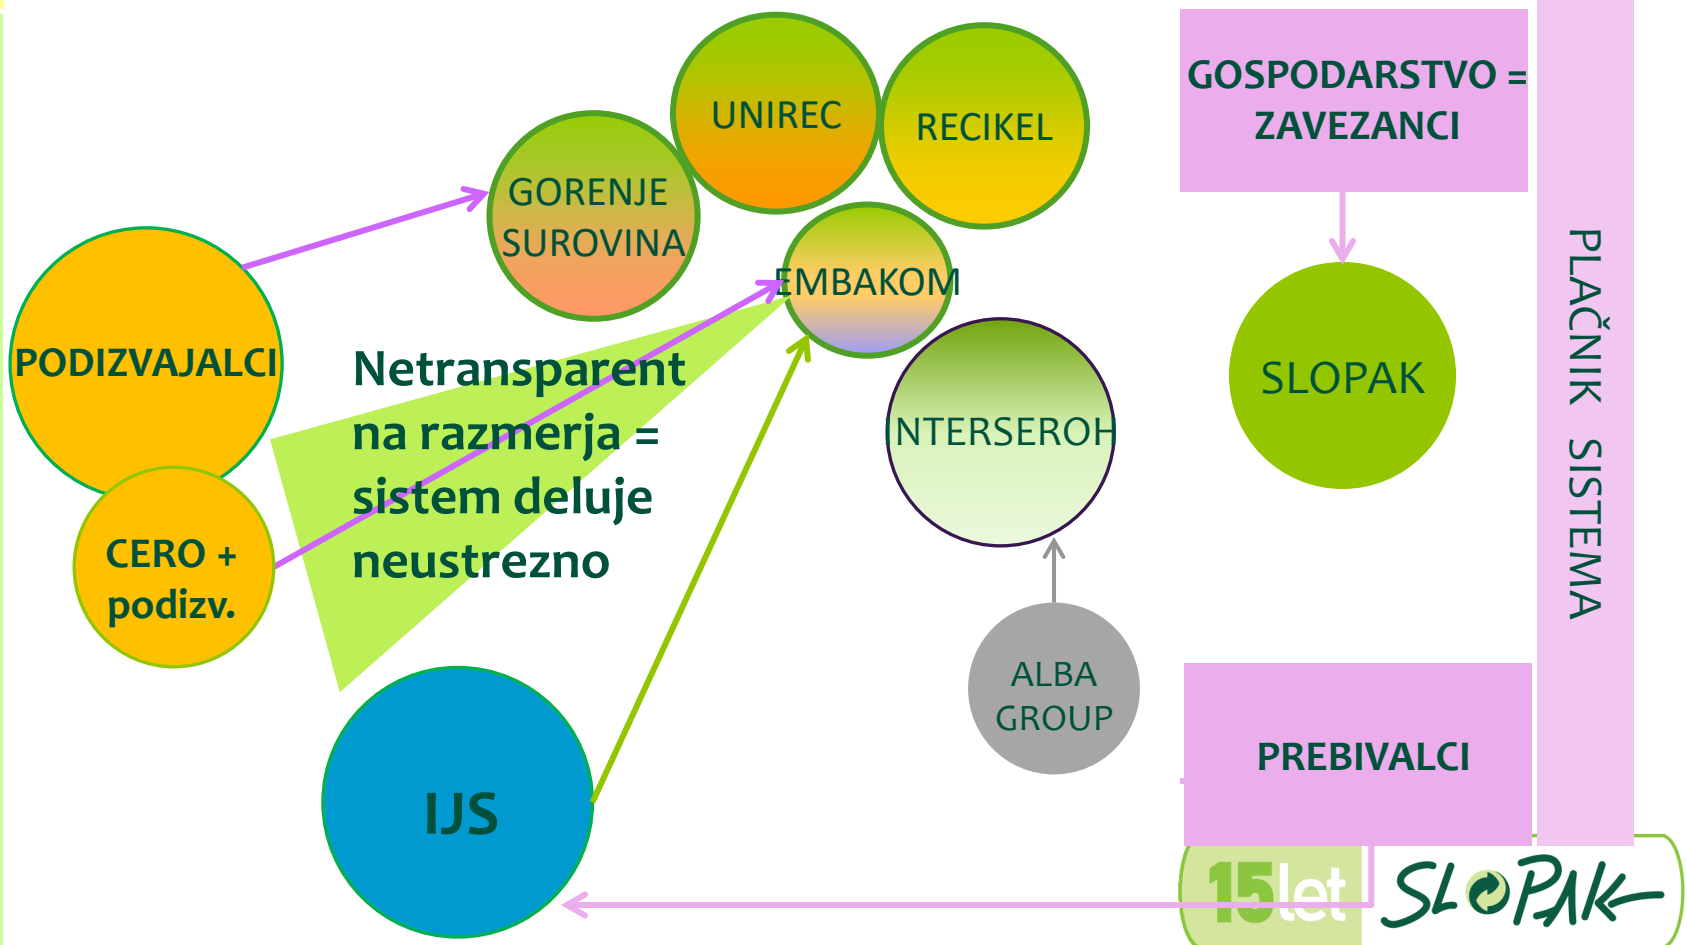 UNIREC
RECIKEL
GOSPODARSTVO =
ZAVEZANCI
GORENJE
SUROVINA
EMBAKOM
PODIZVAJALCI
Netransparent
na razmerja =
sistem deluje
neustrezno
NTERSEROH
SLOPAK
PLAČNIK SISTEMA
CERO +
podizv.
ALBA
GROUP
PREBIVALCI
IJS
15let
SLOPAK